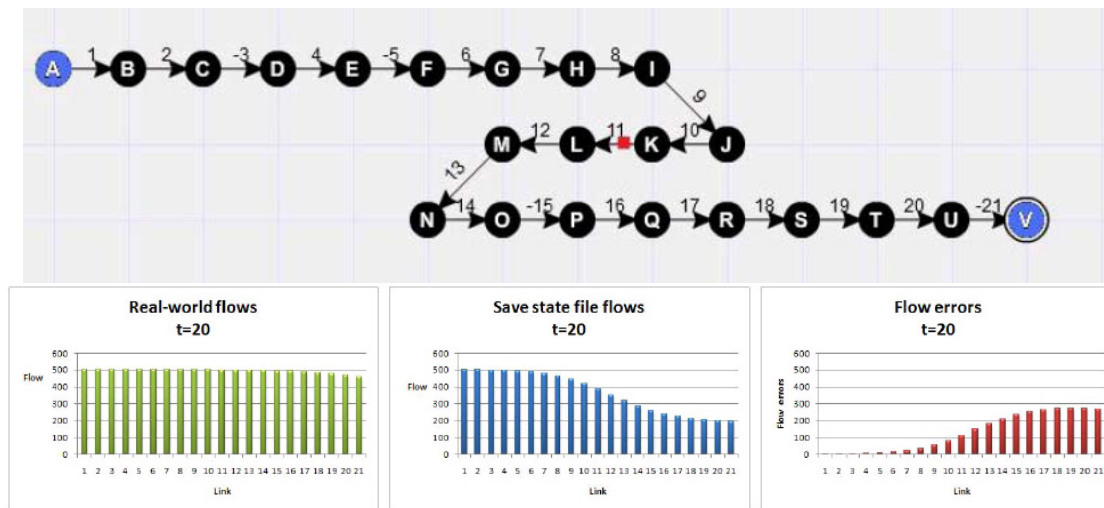 1 2 -3 4 -5 6 7 8
A B C D E F G H I
9
12 11 10
M L K J
13
14 -15 16 17 18 19 20 -21
N O P Q R S T U V
Real-world flows
t=20
600
500
Flow 400
300
200
100
0
1 2 3 4 5 6 7 8 9 10 11 12 13 14 15 16 17 18 19 20 21
Link
Save state file flows
t=20
600
500
Flow 400
300
200
100
0
1 2 3 4 5 6 7 8 9 10 11 12 13 14 15 16 17 18 19 20 21
Link
Flow errors
t=20
Flow errors
600
500
400
300
200
100
0
1 2 3 4 5 6 7 8 9 10 11 12 13 14 15 16 17 18 19 20 21
Link